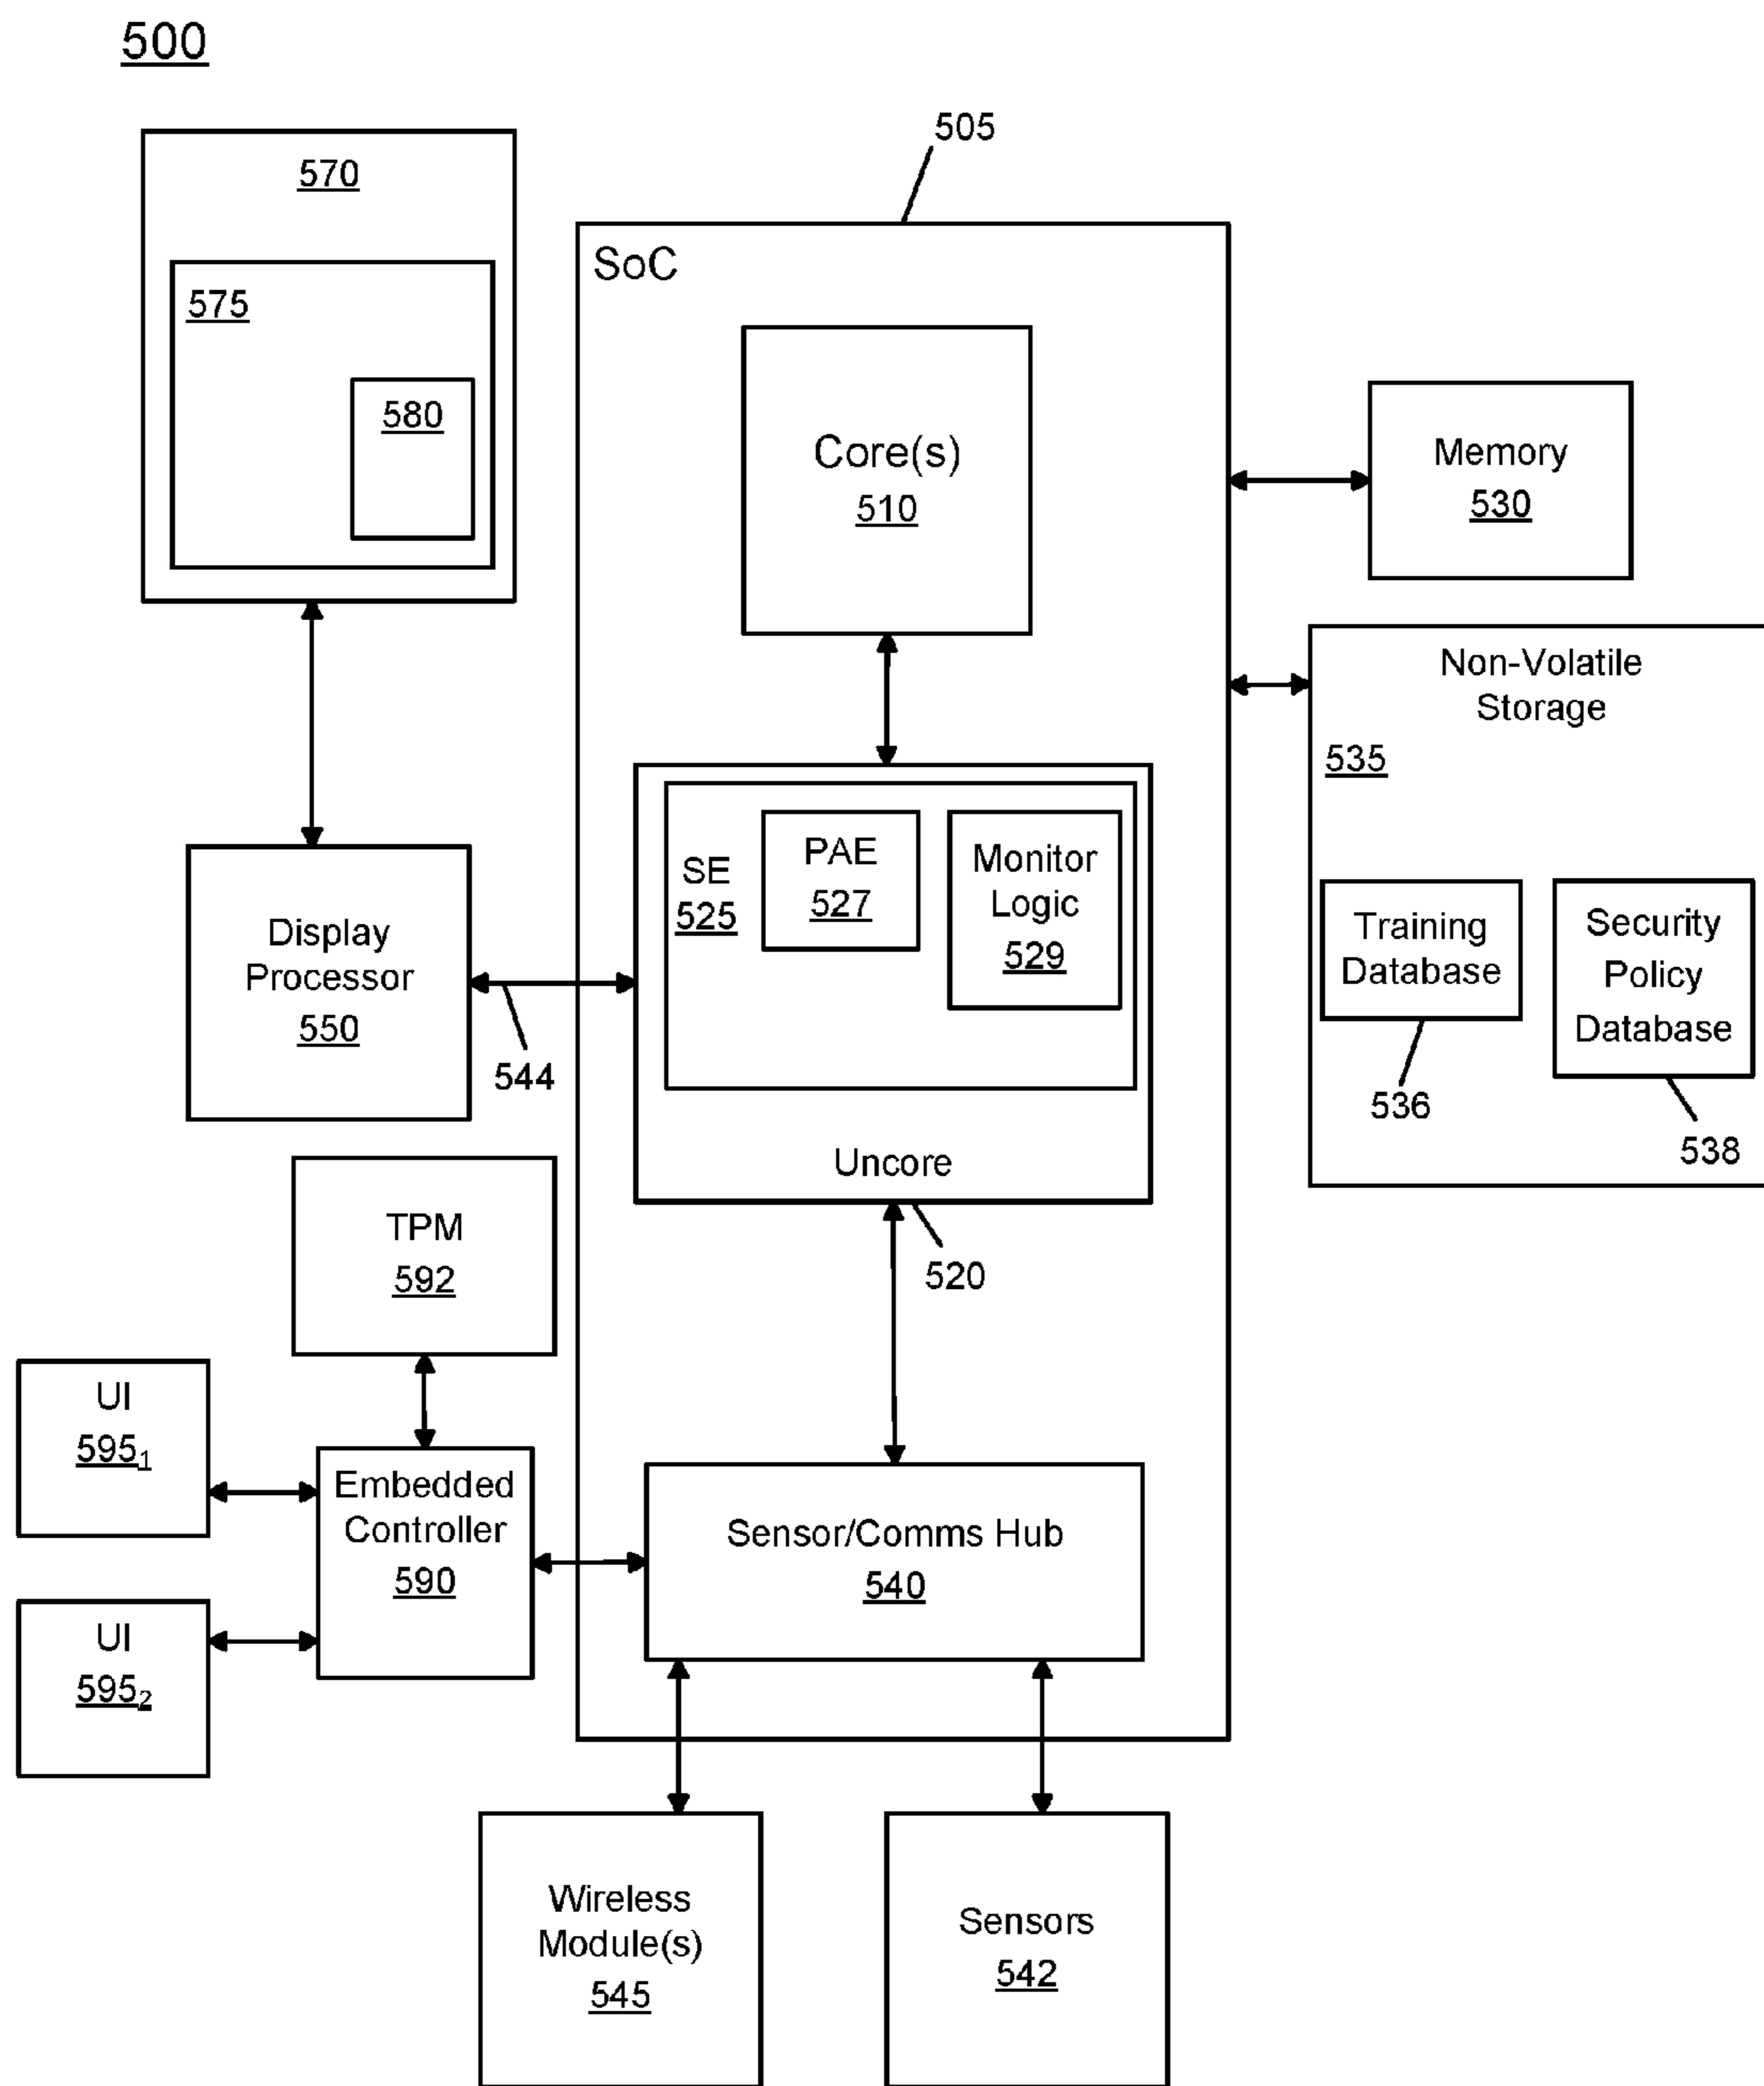 500
505
570
575
580
SoC
Core(s)
510
Memory
530
Non-Volatile
Storage
535
Training
Database
536
Security
Policy
Database
538
SE
525
PAE
527
Monitor
Logic
529
Uncore
520
Display
Processor
550
544
TPM
592
UI
595₁
UI
595₂
Embedded
Controller
590
Sensor/Comms Hub
540
Wireless
Module(s)
545
Sensors
542